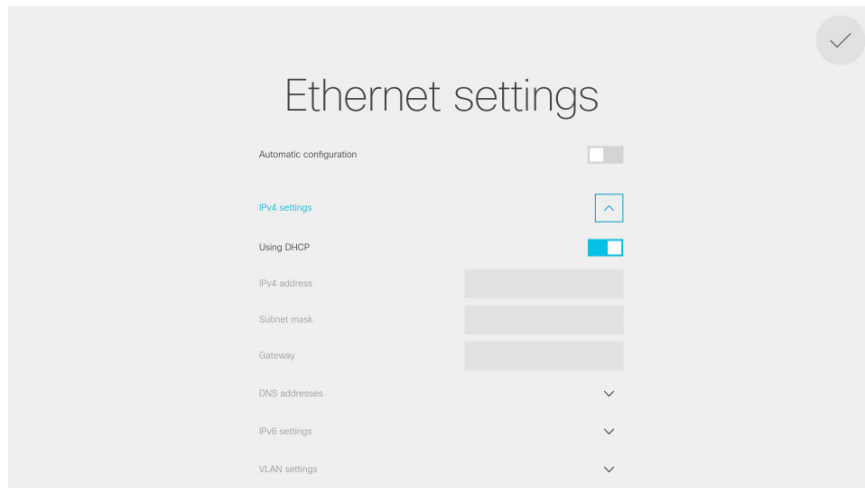 Ethernet settings
Automatic configuration
IPv4 settings
Using DHCP
IPv4 address
Subnet mask
Gateway
DNS addresses
IPv6 settings
VLAN settings